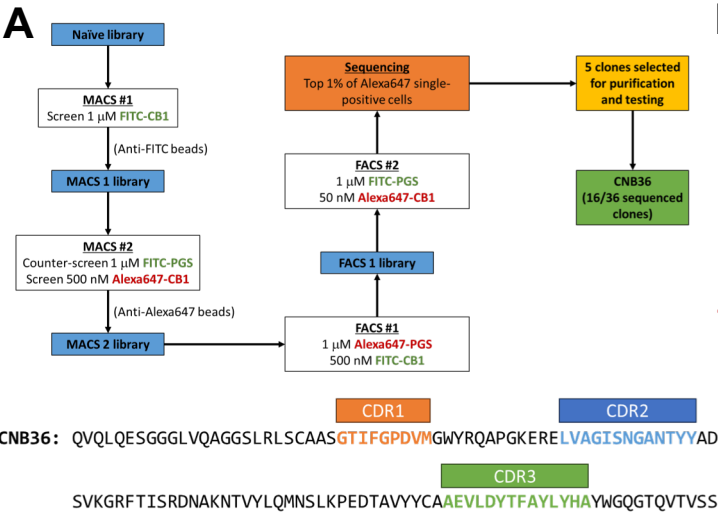 A
Naïve library
MACS #1
Screen 1 µM FITC-CB1
(Anti-FITC beads)
MACS 1 library
MACS #2
Counter-screen 1 µM FITC-PGS
Screen 500 nM Alexa647-CB1
(Anti-Alexa647 beads)
MACS 2 library
FACS #1
1 µM Alexa647-PGS
500 nM FITC-CB1
FACS 1 library
FACS #2
1 µM FITC-PGS
50 nM Alexa647-CB1
Sequencing
Top 1% of Alexa647 single-
positive cells
5 clones selected
for purification
and testing
CNB36
(16/36 sequenced
clones)
CDR1 CDR2
CNB36: QVQLQESGGGLVQAGGSLRLSCAASGTIFGPDVMGWYRQAPGKERELVAGISNGANTYYAD
CDR3
SVKGRFTISRDNAKNTVYLQMNSLKPEDTAVYYCAAEVLDYTFAYLYHAYWGQGTQVTVSS